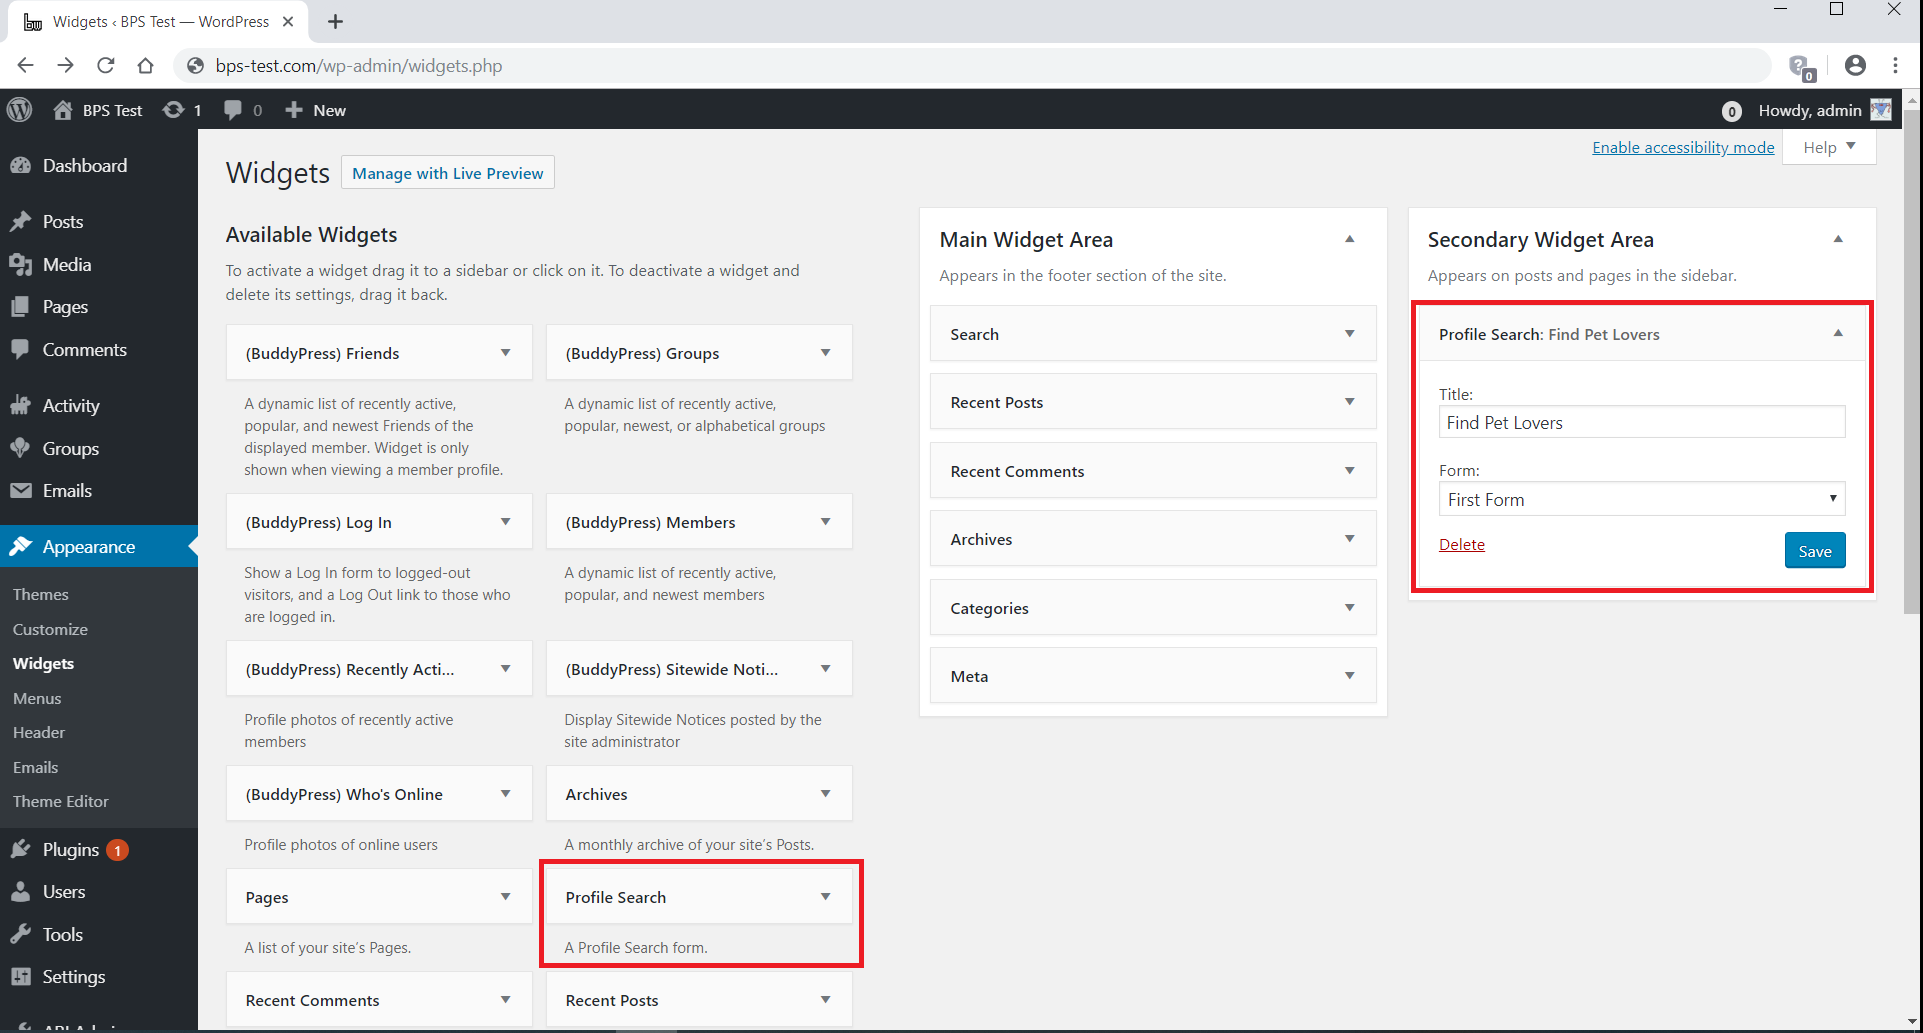 Widgets ‹ BPS Test — WordPress
bps-test.com/wp-admin/widgets.php
0
BPS Test
1
0
New
0
Howdy, admin
Dashboard
Posts
Media
Pages
Comments
Activity
Groups
Emails
Appearance
Themes
Customize
Widgets
Menus
Header
Emails
Theme Editor
Plugins 1
Users
Tools
Settings
Enable accessibility mode
Help
Widgets
Manage with Live Preview
Available Widgets
To activate a widget drag it to a sidebar or click on it. To deactivate a widget and
delete its settings, drag it back.
(BuddyPress) Friends
A dynamic list of recently active,
popular, and newest Friends of the
displayed member. Widget is only
shown when viewing a member profile.
(BuddyPress) Groups
A dynamic list of recently active,
popular, newest, or alphabetical groups
(BuddyPress) Log In
Show a Log In form to logged-out
visitors, and a Log Out link to those who
are logged in.
(BuddyPress) Members
A dynamic list of recently active,
popular, and newest members
(BuddyPress) Recently Acti...
Profile photos of recently active
members
(BuddyPress) Sitewide Noti...
Display Sitewide Notices posted by the
site administrator
(BuddyPress) Who's Online
Profile photos of online users
Archives
A monthly archive of your site’s Posts.
Pages
A list of your site’s Pages.
Profile Search
A Profile Search form.
Recent Comments
Recent Posts
Main Widget Area
Appears in the footer section of the site.
Search
Recent Posts
Recent Comments
Archives
Categories
Meta
Secondary Widget Area
Appears on posts and pages in the sidebar.
Profile Search: Find Pet Lovers
Title:
Find Pet Lovers
Form:
First Form
Delete
Save